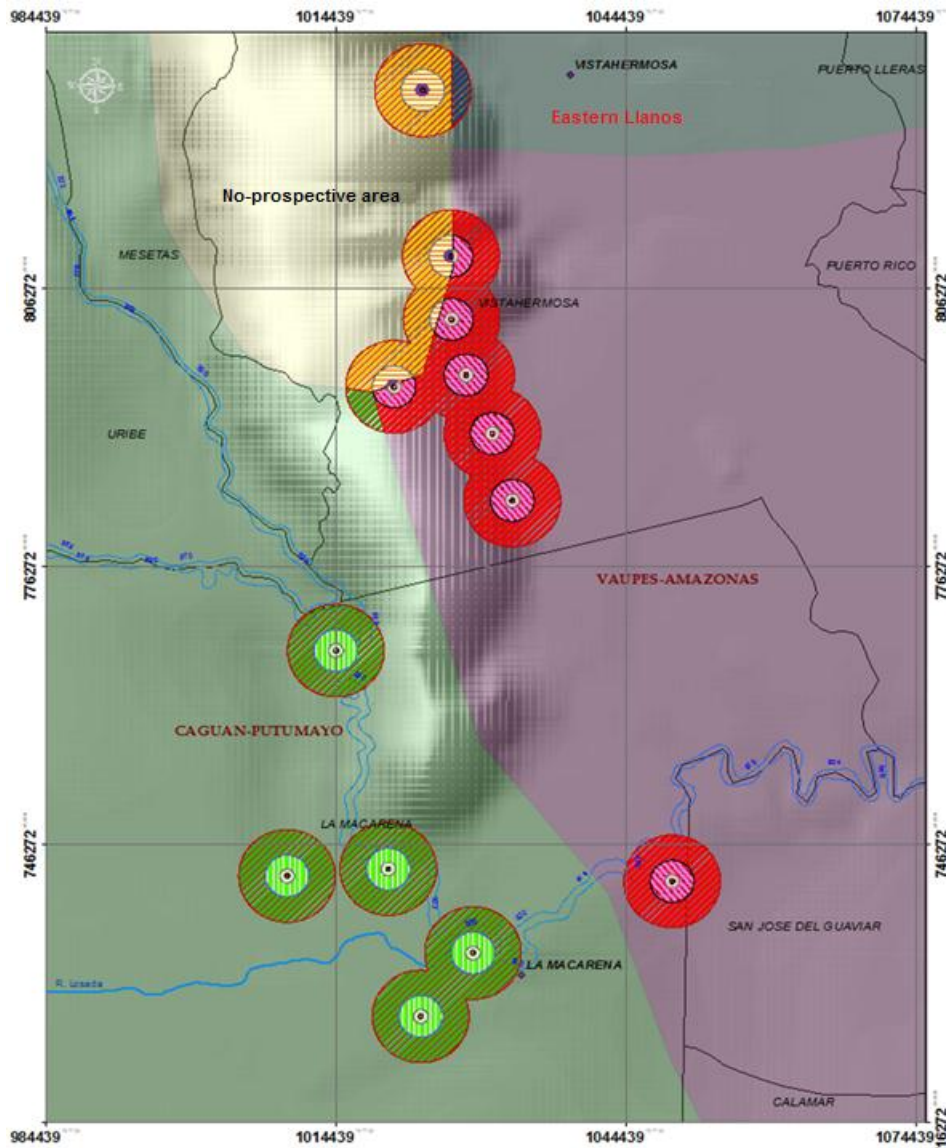 984439
1014439
1044439
1074439
VISTAHERMOSA
PUERTO LLERAS
Eastern Llanos
No-prospective area
MESETAS
PUERTO RICO
806272
VISTAHERMOSA
806272
URIBE
776272
776272
VAUPES-AMAZONAS
CAGUAN-PUTUMAYO
LA MACARENA
746272
746272
SAN JOSE DEL GUAVIAR
LA MACARENA
CALAMAR
984439
1014439
1044439
1074439